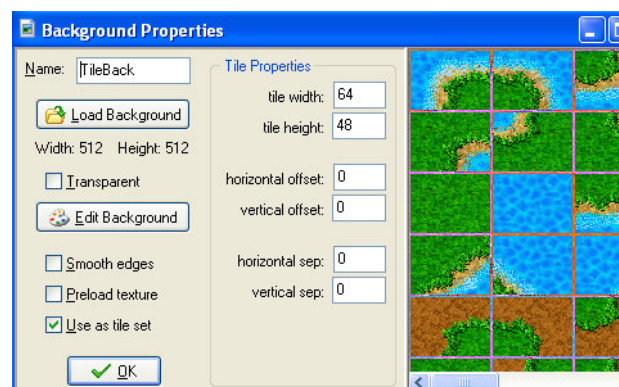 Background Properties
Name: TileBack
Load Background
Width: 512 Height: 512
Transparent
Edit Background
Smooth edges
Preload texture
Use as tile set
OK
Tile Properties
tile width: 64
tile height: 48
horizontal offset: 0
vertical offset: 0
horizontal sep: 0
vertical sep: 0